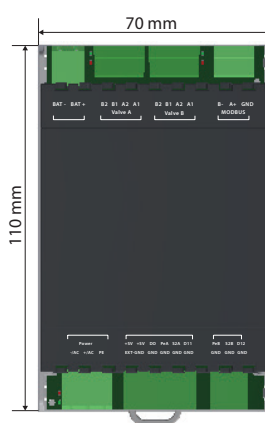 70 mm
110 mm
BAT - BAT + B2 B1 A2 A1 B2 B1 A2 A1 B- A+ GND
Valve A Valve B MODBUS
Power +5V +5V DO PeA S2A D11 PeB S2B D12
-/AC +/AC PE EXT-GND GND GND GND GND GND GND GND